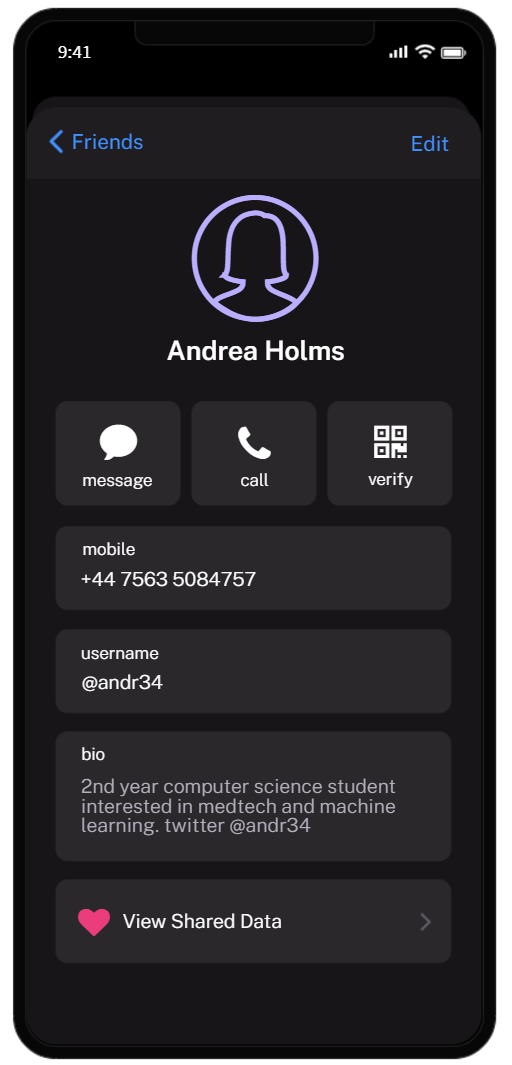 9:41
Friends
Edit
Andrea Holms
message
call
verify
mobile
+44 7563 5084757
username
@andr34
bio
2nd year computer science student
interested in medtech and machine
learning. twitter @andr34
View Shared Data